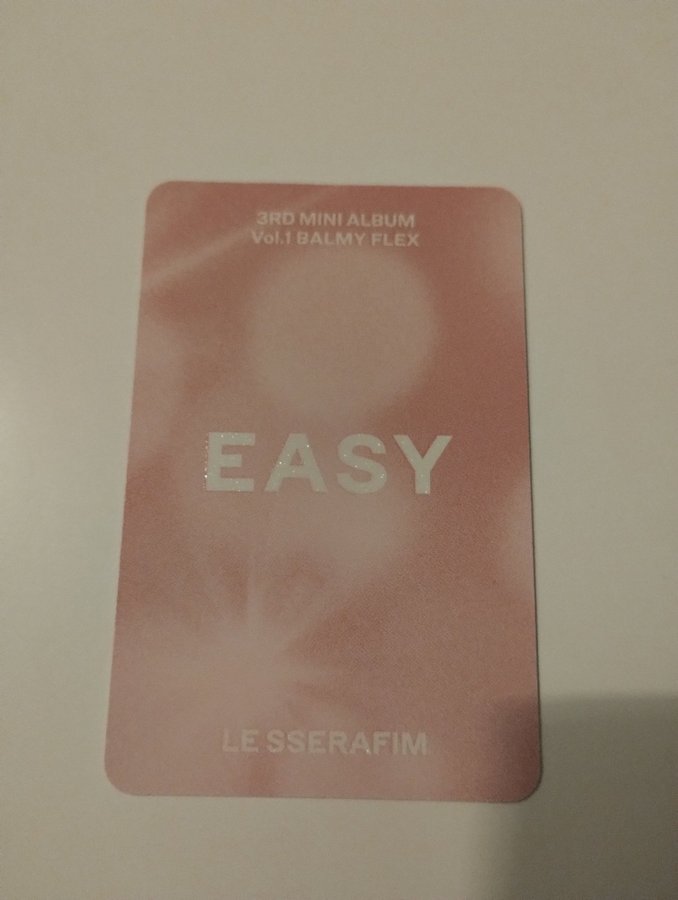 3RD MINI ALBUM
Vol.1 BALMY FLEX
EASY
LE SSERAFIM